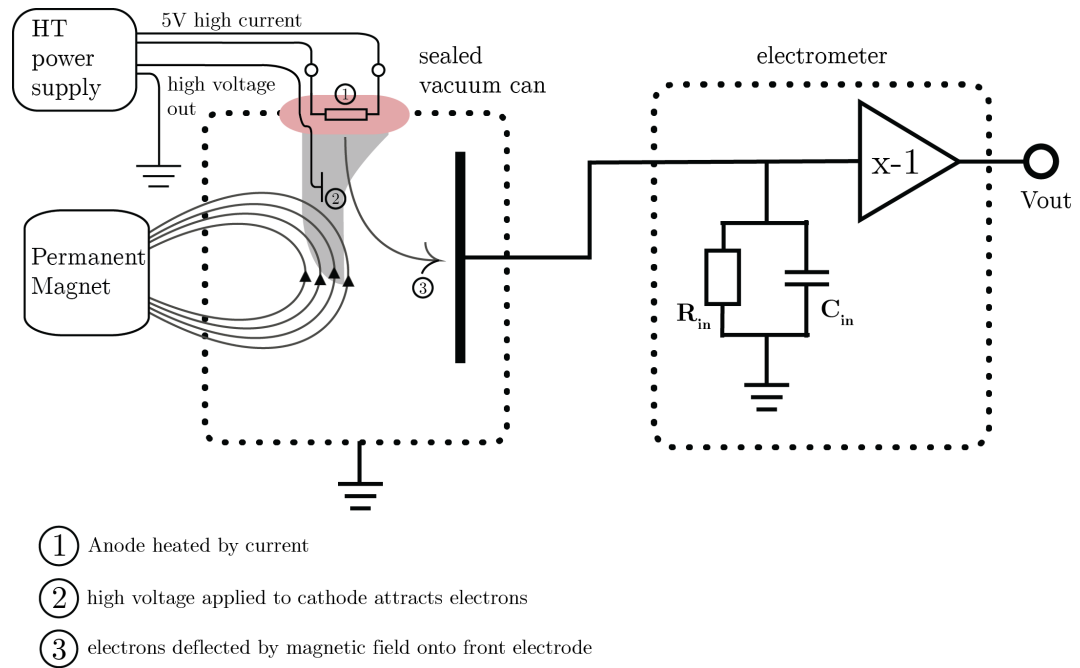 HT
power
supply
5V high current
high voltage
out
sealed
vacuum can
electrometer
1
2
3
Permanent
Magnet
x-1
Vout
R_in
C_in
1 Anode heated by current
2 high voltage applied to cathode attracts electrons
3 electrons deflected by magnetic field onto front electrode